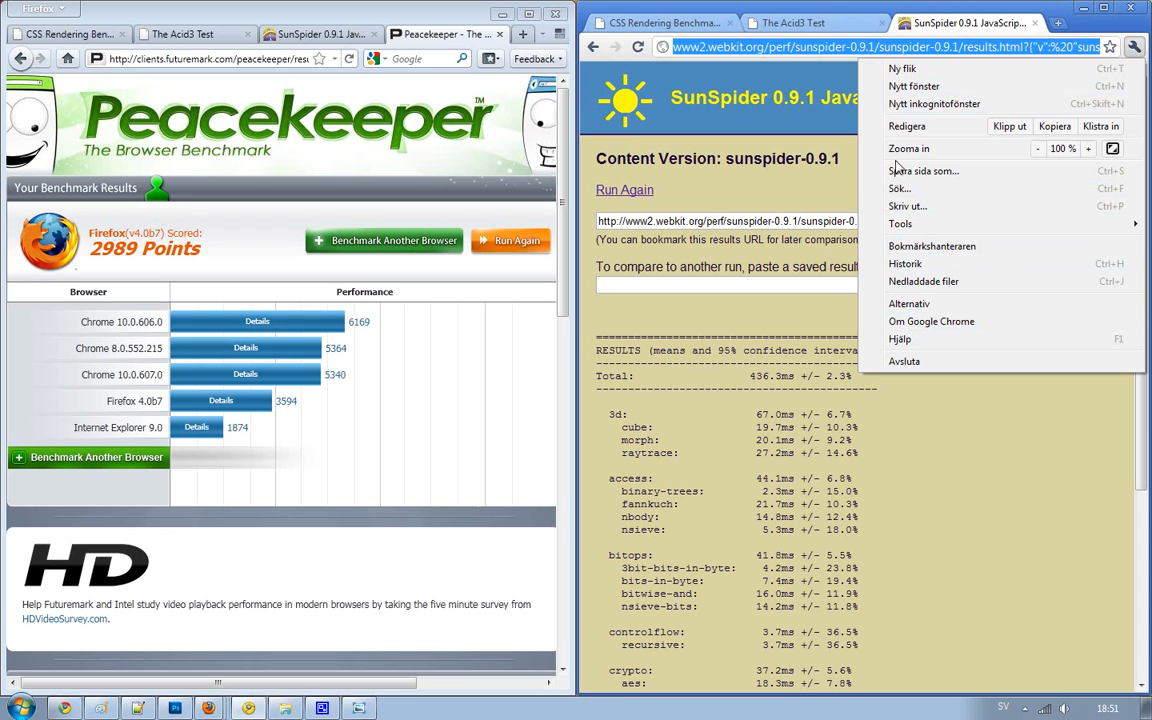 Firefox
CSS Rendering Ben...
The Acid3 Test
SunSpider 0.9.1 Jav...
Peacekeeper - The ...
http://clients.futuremark.com/peacekeeper/resu
Google
Feedback
Peacekeeper™
The Browser Benchmark
Your Benchmark Results
Firefox(v4.0b7) Scored:
2989 Points
Benchmark Another Browser
Run Again
Browser
Performance
Chrome 10.0.606.0 Details 6169
Chrome 8.0.552.215 Details 5364
Chrome 10.0.607.0 Details 5340
Firefox 4.0b7 Details 3594
Internet Explorer 9.0 Details 1874
Benchmark Another Browser
HD
Help Futuremark and Intel study video playback performance in modern browsers by taking the five minute survey from
HDVideoSurvey.com.
CSS Rendering Benchma...
The Acid3 Test
SunSpider 0.9.1 JavaScrip...
www2.webkit.org/perf/sunspider-0.9.1/sunspider-0.9.1/results.html?{"v":%20"suns
SunSpider 0.9.1 Java
Content Version: sunspider-0.9.1
Run Again
http://www2.webkit.org/perf/sunspider-0.9.1/sunspider-0.
(You can bookmark this results URL for later comparison
To compare to another run, paste a saved result
============================================
RESULTS (means and 95% confidence interva
--------------------------------------------
Total: 436.3ms +/- 2.3%
--------------------------------------------
3d: 67.0ms +/- 6.7%
cube: 19.7ms +/- 10.3%
morph: 20.1ms +/- 9.2%
raytrace: 27.2ms +/- 14.6%
access: 44.1ms +/- 6.8%
binary-trees: 2.3ms +/- 15.0%
fannkuch: 21.7ms +/- 10.3%
nbody: 14.8ms +/- 12.4%
nsieve: 5.3ms +/- 18.0%
bitops: 41.8ms +/- 5.5%
3bit-bits-in-byte: 4.2ms +/- 23.8%
bits-in-byte: 7.4ms +/- 19.4%
bitwise-and: 16.0ms +/- 11.9%
nsieve-bits: 14.2ms +/- 11.8%
controlflow: 3.7ms +/- 36.5%
recursive: 3.7ms +/- 36.5%
crypto: 37.2ms +/- 5.6%
aes: 18.3ms +/- 7.8%
Ny flik Ctrl+T
Nytt fönster Ctrl+N
Nytt inkognitofönster Ctrl+Skift+N
Redigera Klipp ut Kopiera Klistra in
Zooma in - 100 % +
Spara sida som... Ctrl+S
Sök... Ctrl+F
Skriv ut... Ctrl+P
Tools
Bokmärkshanteraren
Historik Ctrl+H
Nedladdade filer Ctrl+J
Alternativ
Om Google Chrome
Hjälp F1
Avsluta
SV
18:51